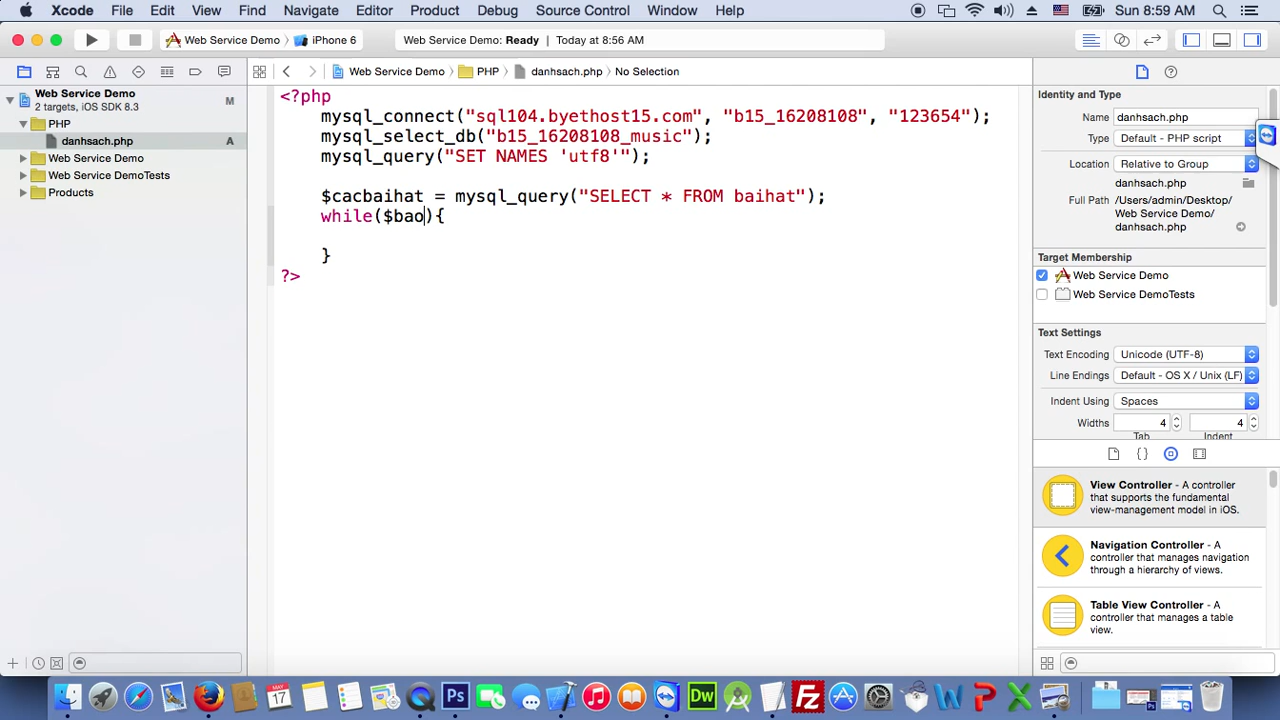 Xcode File Edit View Find Navigate Editor Product Debug Source Control Window Help Sun 8:59 AM
Web Service Demo iPhone 6 Web Service Demo: Ready Today at 8:56 AM
Web Service Demo PHP danhsach.php No Selection
Web Service Demo M
2 targets, iOS SDK 8.3
PHP
danhsach.php A
Web Service Demo
Web Service DemoTests
Products
<?php
mysql_connect("sql104.byethost15.com", "b15_16208108", "123654");
mysql_select_db("b15_16208108_music");
mysql_query("SET NAMES 'utf8'");
$cacbaihat = mysql_query("SELECT * FROM baihat");
while($bao){
}
?>
Identity and Type
Name danhsach.php
Type Default - PHP script
Location Relative to Group
danhsach.php
Full Path /Users/admin/Desktop/
Web Service Demo/
danhsach.php
Target Membership
Web Service Demo
Web Service DemoTests
Text Settings
Text Encoding Unicode (UTF-8)
Line Endings Default - OS X / Unix (LF)
Indent Using Spaces
Widths 4 4
Tab Indent
View Controller - A controller
that supports the fundamental
view-management model in iOS.
Navigation Controller - A
controller that manages navigation
through a hierarchy of views.
Table View Controller - A
controller that manages a table
view.
MAY
17
Ps
Dw
Fz